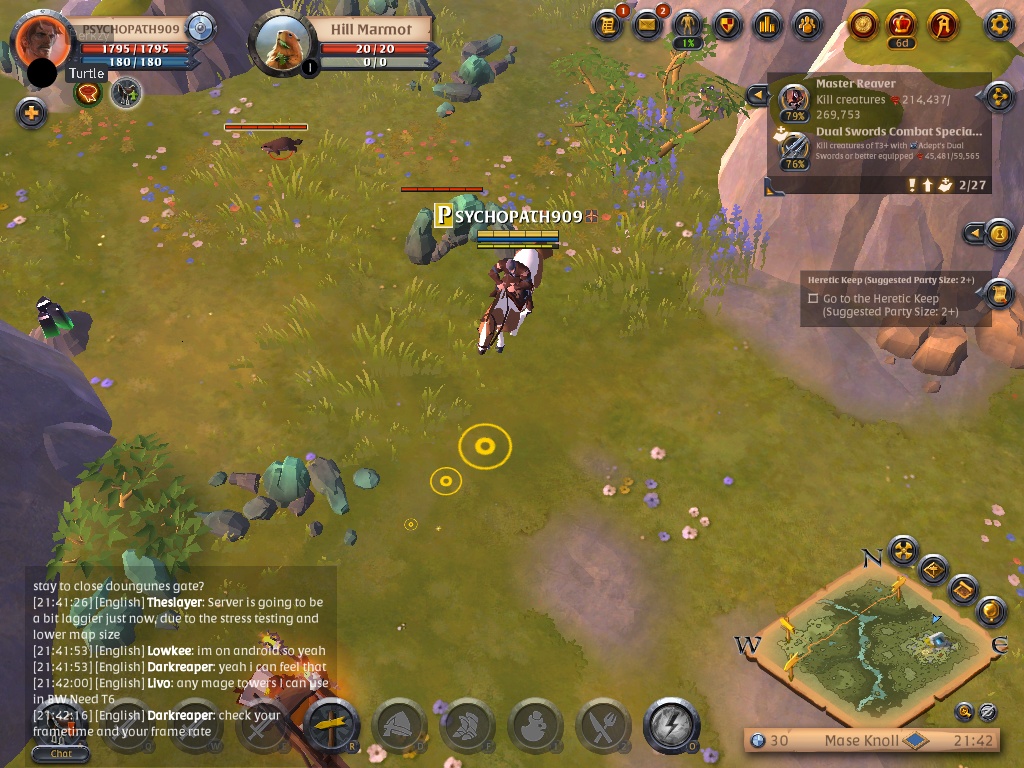 PSYCHOPATH909
1795 / 1795
180 / 180
Turtle
Hill Marmot
20 / 20
0 / 0
I
1
2
1%
6d
Master Reaver
Kill creatures 214,437/
269,753
79%
Dual Swords Combat Specia...
Kill creatures of T3+ with Adept's Dual
Swords or better equipped 45,481/59,565
76%
2/27
PSYCHOPATH909
Heretic Keep (Suggested Party Size: 2+)
Go to the Heretic Keep
(Suggested Party Size: 2+)
stay to close doungunes gate?
[21:41:26] [English] Theslayer: Server is going to be
a bit laggier just now, due to the stress testing and
lower map size
[21:41:53] [English] Lowkee: im on android so yeah
[21:41:53] [English] Darkreaper: yeah i can feel that
[21:42:00] [English] Livo: any mage towers I can use
in BW Need T6
[21:42:16] [English] Darkreaper: check your
frametime and your frame rate
Chat
Q
W
R
D
F
O
N
W
E
30
Mase Knoll
21:42